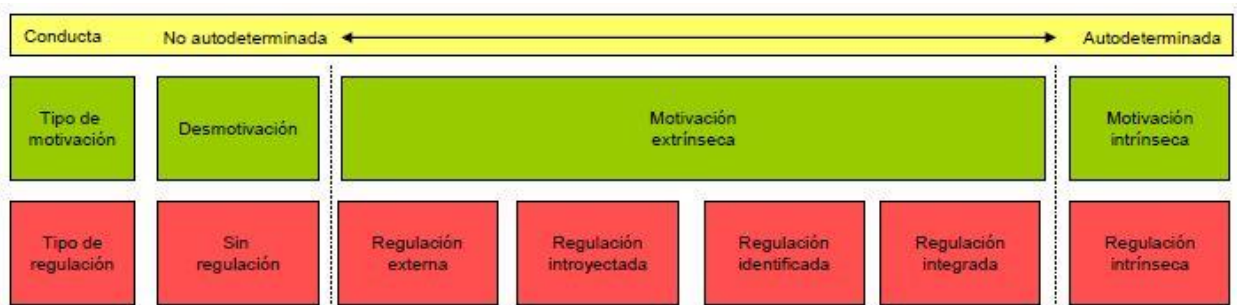 Conducta No autodeterminada Autodeterminada
Tipo de
motivación
Desmotivación
Motivación
extrínseca
Motivación
intrínseca
Tipo de
regulación
Sin
regulación
Regulación
externa
Regulación
introyectada
Regulación
identificada
Regulación
integrada
Regulación
intrínseca